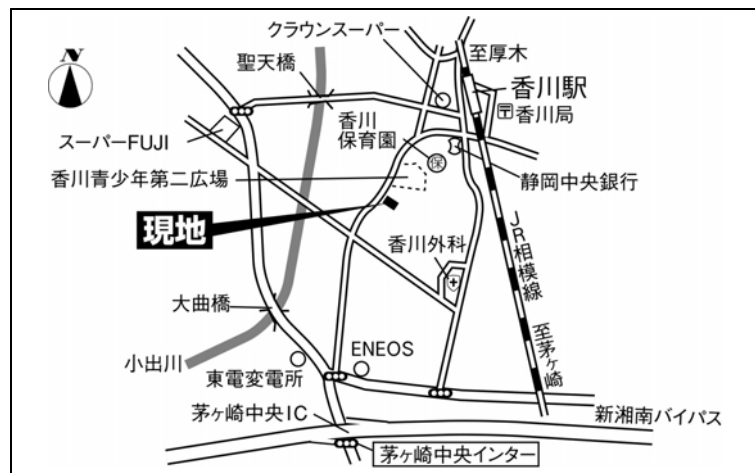 クラウンスーパー
至厚木
N
聖天橋
香川駅
香川局
香川
保育園
スーパーFUJI
保
香川青少年第二広場
静岡中央銀行
現地
香川外科
JR相模線
大曲橋
至茅ヶ崎
小出川
ENEOS
東電変電所
茅ヶ崎中央IC
新湘南バイパス
茅ヶ崎中央インター